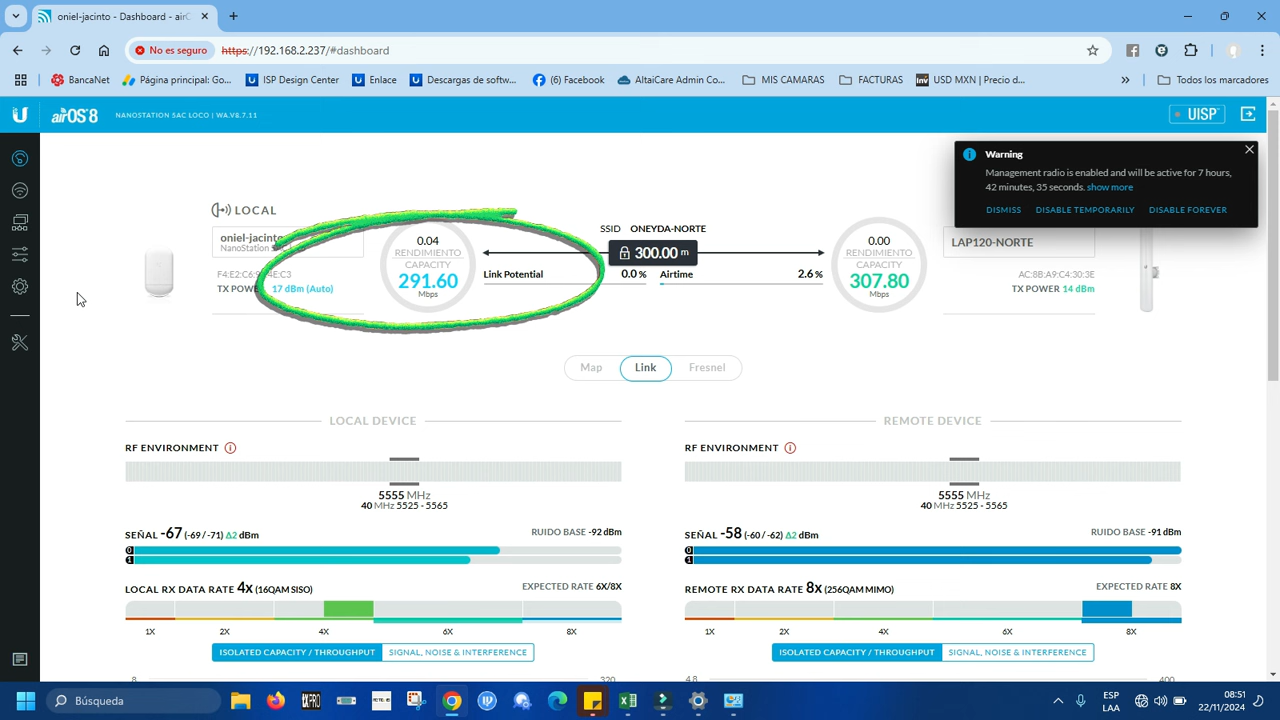 oniel-jacinto - Dashboard - airC
No es seguro
https://192.168.2.237/#dashboard
BancaNet
Página principal: Go...
ISP Design Center
Enlace
Descargas de softw...
(6) Facebook
AltaiCare Admin Co...
MIS CAMARAS
FACTURAS
USD MXN | Precio d...
»
Todos los marcadores
airOS 8
NANOSTATION 5AC LOCO | WA.V8.7.11
UISP
Warning
Management radio is enabled and will be active for 7 hours,
42 minutes, 35 seconds. show more
DISMISS DISABLE TEMPORARILY DISABLE FOREVER
LOCAL
oniel-jacinto
TX POWER 17 dBm (Auto)
0.04
RENDIMIENTO
CAPACITY
291.60
Mbps
SSID ONEYDA-NORTE
300.00 m
Link Potential 0.0 %
Airtime 2.6 %
0.00
RENDIMIENTO
CAPACITY
307.80
Mbps
LAP120-NORTE
AC:8B:A9:C4:30:3E
TX POWER 14 dBm
Map Link Fresnel
LOCAL DEVICE
RF ENVIRONMENT
5555 MHz
40 MHz 5525 - 5565
SEÑAL -67 (-69 / -71) Δ2 dBm
RUIDO BASE -92 dBm
0
1
LOCAL RX DATA RATE 4x (16QAM SISO)
EXPECTED RATE 6X/8X
1X 2X 4X 6X 8X
ISOLATED CAPACITY / THROUGHPUT SIGNAL, NOISE & INTERFERENCE
8 320
REMOTE DEVICE
RF ENVIRONMENT
5555 MHz
40 MHz 5525 - 5565
SEÑAL -58 (-60 / -62) Δ2 dBm
RUIDO BASE -91 dBm
0
1
REMOTE RX DATA RATE 8x (256QAM MIMO)
EXPECTED RATE 8X
1X 2X 4X 6X 8X
ISOLATED CAPACITY / THROUGHPUT SIGNAL, NOISE & INTERFERENCE
4.8 400
Búsqueda
ESP
LAA
08:51
22/11/2024